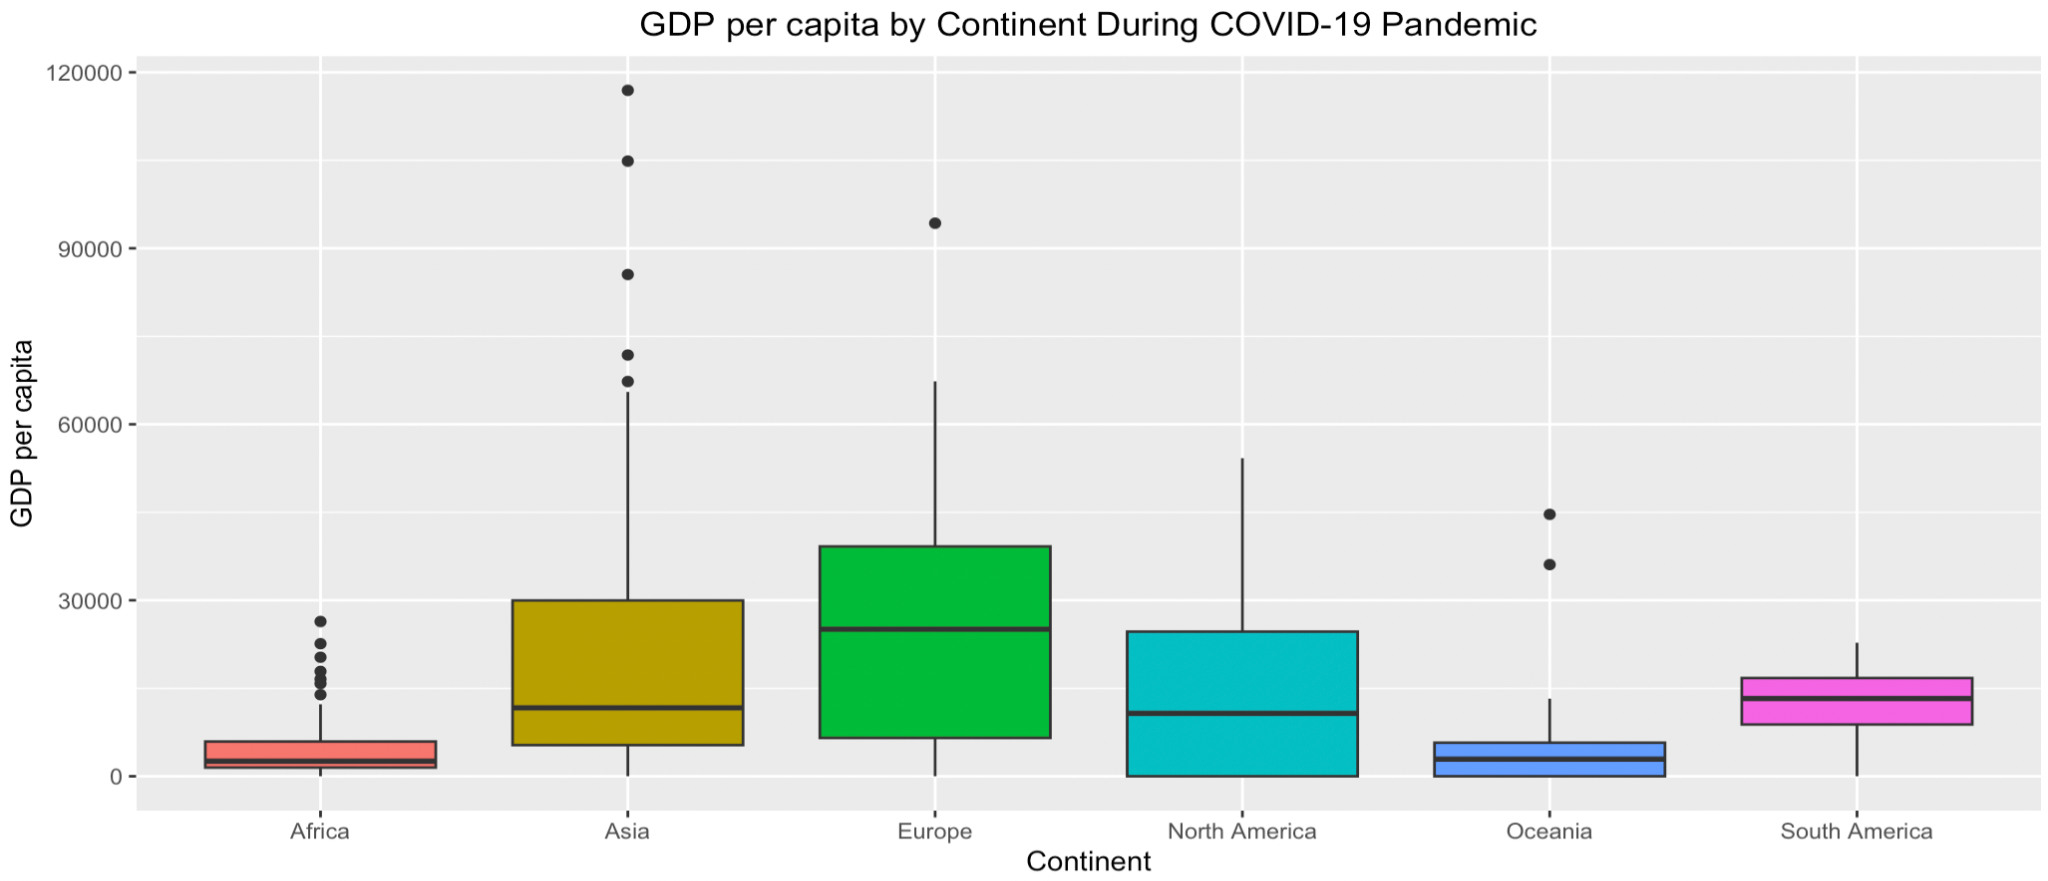 GDP per capita by Continent During COVID-19 Pandemic
GDP per capita
120000
90000
60000
30000
0
Africa Asia Europe North America Oceania South America
Continent